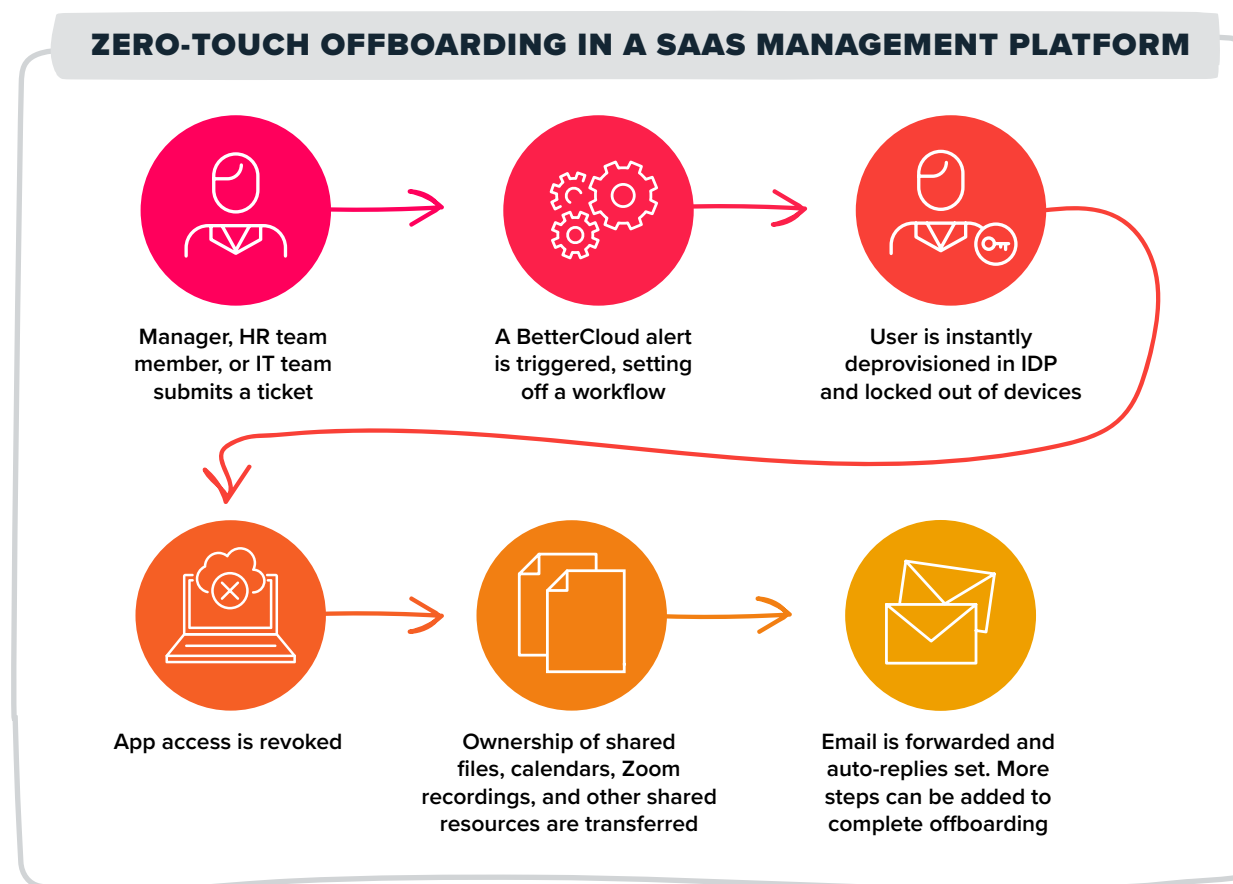 ZERO-TOUCH OFFBOARDING IN A SAAS MANAGEMENT PLATFORM
Manager, HR team
member, or IT team
submits a ticket
A BetterCloud alert
is triggered, setting
off a workflow
User is instantly
deprovisioned in IDP
and locked out of devices
App access is revoked
Ownership of shared
files, calendars, Zoom
recordings, and other shared
resources are transferred
Email is forwarded and
auto-replies set. More
steps can be added to
complete offboarding